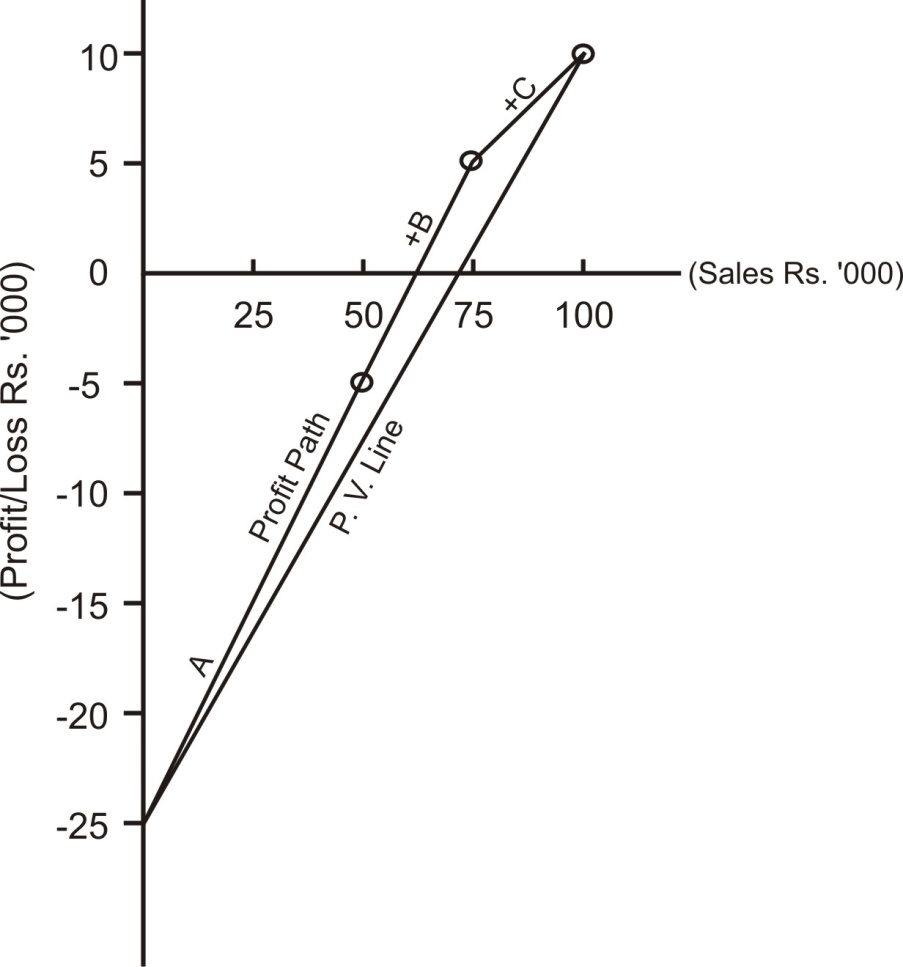 10
5
0
-5
-10
-15
-20
-25
(Profit/Loss Rs. '000)
25 50 75 100
(Sales Rs. '000)
+C
+B
Profit Path
P. V. Line
A